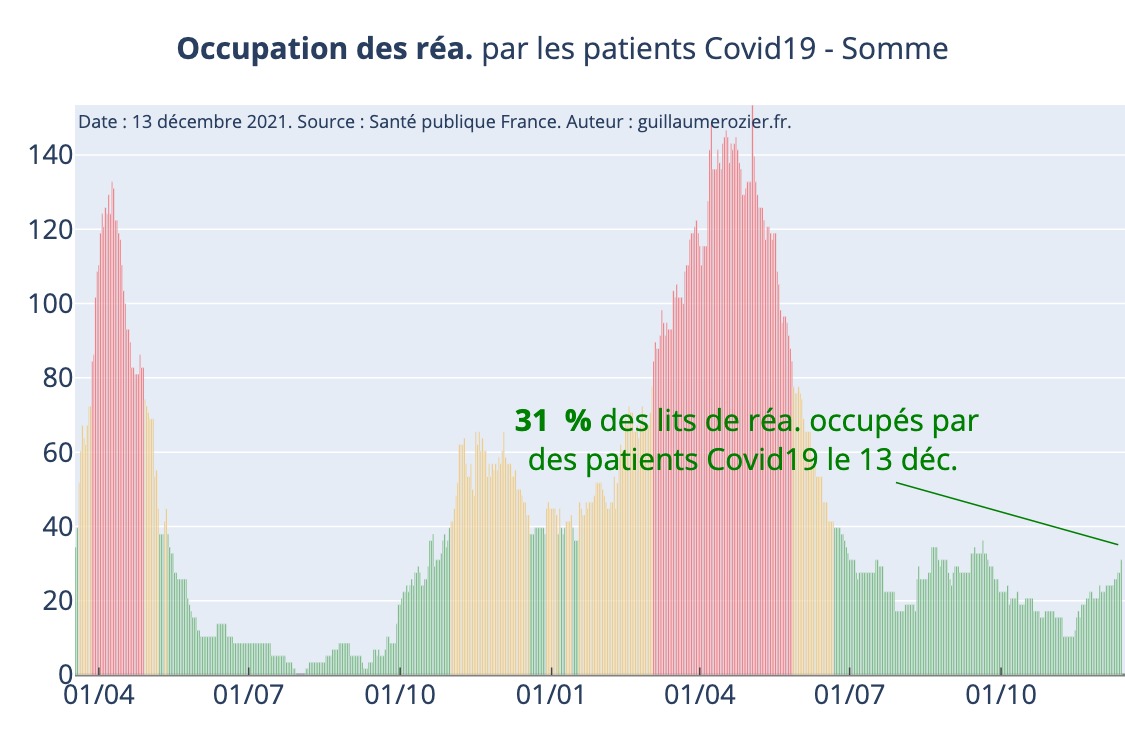 Occupation des réa. par les patients Covid19 - Somme
Date : 13 décembre 2021. Source : Santé publique France. Auteur : guillaumerozier.fr.
140
120
100
80
60
40
20
0
31 % des lits de réa. occupés par
des patients Covid19 le 13 déc.
01/04 01/07 01/10 01/01 01/04 01/07 01/10